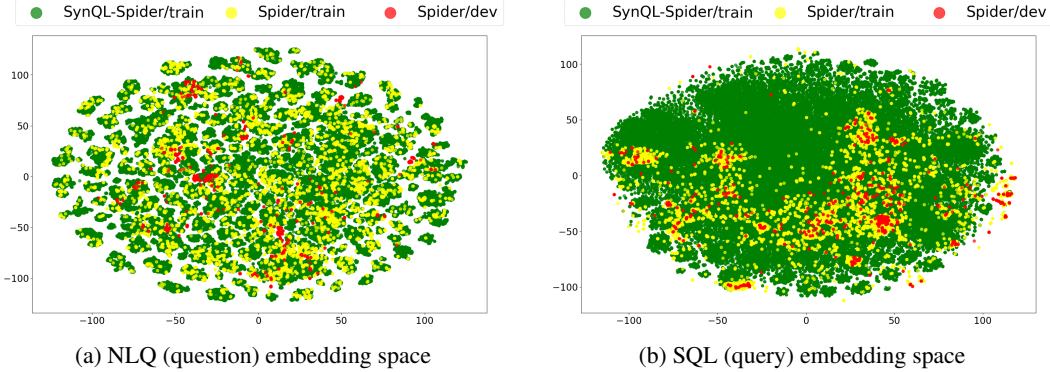 SynQL-Spider/train Spider/train Spider/dev
100
50
0
−50
−100
−100 −50 0 50 100
(a) NLQ (question) embedding space
SynQL-Spider/train Spider/train Spider/dev
100
50
0
−50
−100
−100 −50 0 50 100
(b) SQL (query) embedding space